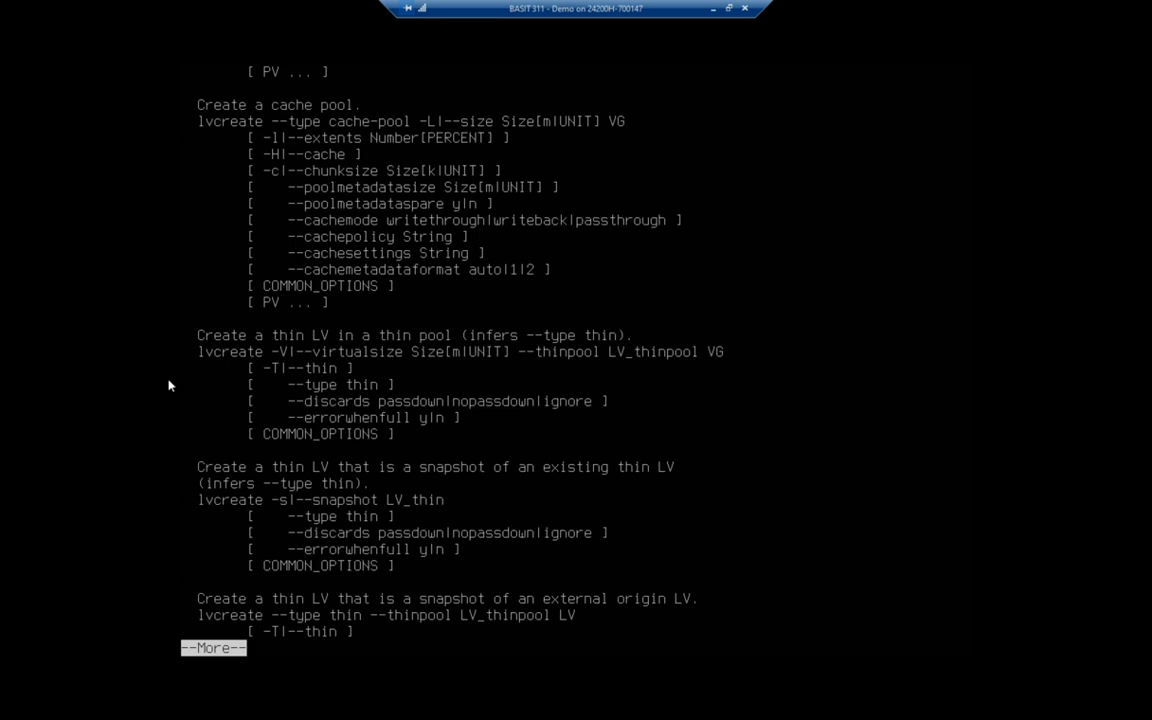 BASIT 311 - Demo on 24200H-700147
[ PV ... ]
Create a cache pool.
lvcreate --type cache-pool -L|--size Size[m|UNIT] VG
[ -l|--extents Number[PERCENT] ]
[ -H|--cache ]
[ -c|--chunksize Size[k|UNIT] ]
[ --poolmetadatasize Size[m|UNIT] ]
[ --poolmetadataspare y|n ]
[ --cachemode writethrough|writeback|passthrough ]
[ --cachepolicy String ]
[ --cachesettings String ]
[ --cachemetadataformat auto|1|2 ]
[ COMMON_OPTIONS ]
[ PV ... ]
Create a thin LV in a thin pool (infers --type thin).
lvcreate -V|--virtualsize Size[m|UNIT] --thinpool LV_thinpool VG
[ -T|--thin ]
[ --type thin ]
[ --discards passdown|nopassdown|ignore ]
[ --errorwhenfull y|n ]
[ COMMON_OPTIONS ]
Create a thin LV that is a snapshot of an existing thin LV
(infers --type thin).
lvcreate -s|--snapshot LV_thin
[ --type thin ]
[ --discards passdown|nopassdown|ignore ]
[ --errorwhenfull y|n ]
[ COMMON_OPTIONS ]
Create a thin LV that is a snapshot of an external origin LV.
lvcreate --type thin --thinpool LV_thinpool LV
[ -T|--thin ]
--More--